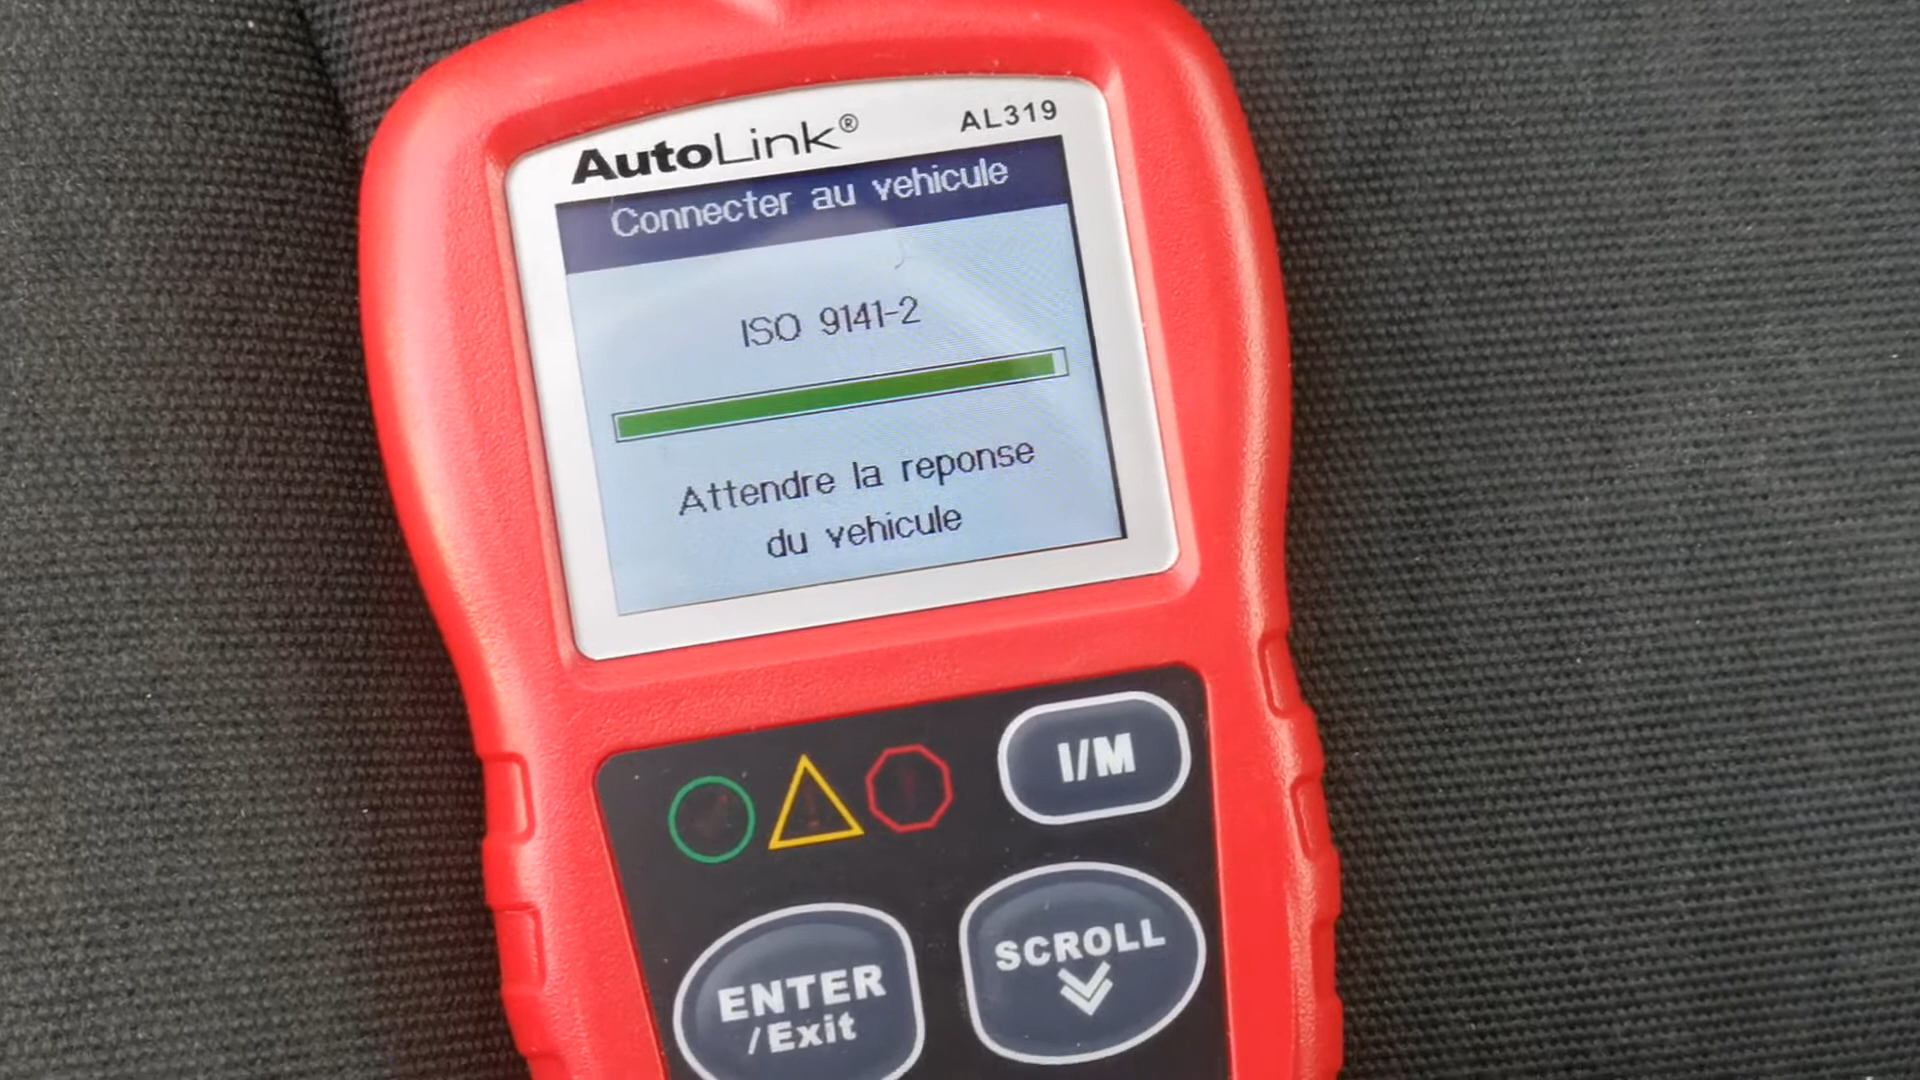 AutoLink® AL319
Connecter au vehicule
ISO 9141-2
Attendre la reponse
du vehicule
I/M
SCROLL
ENTER
/Exit